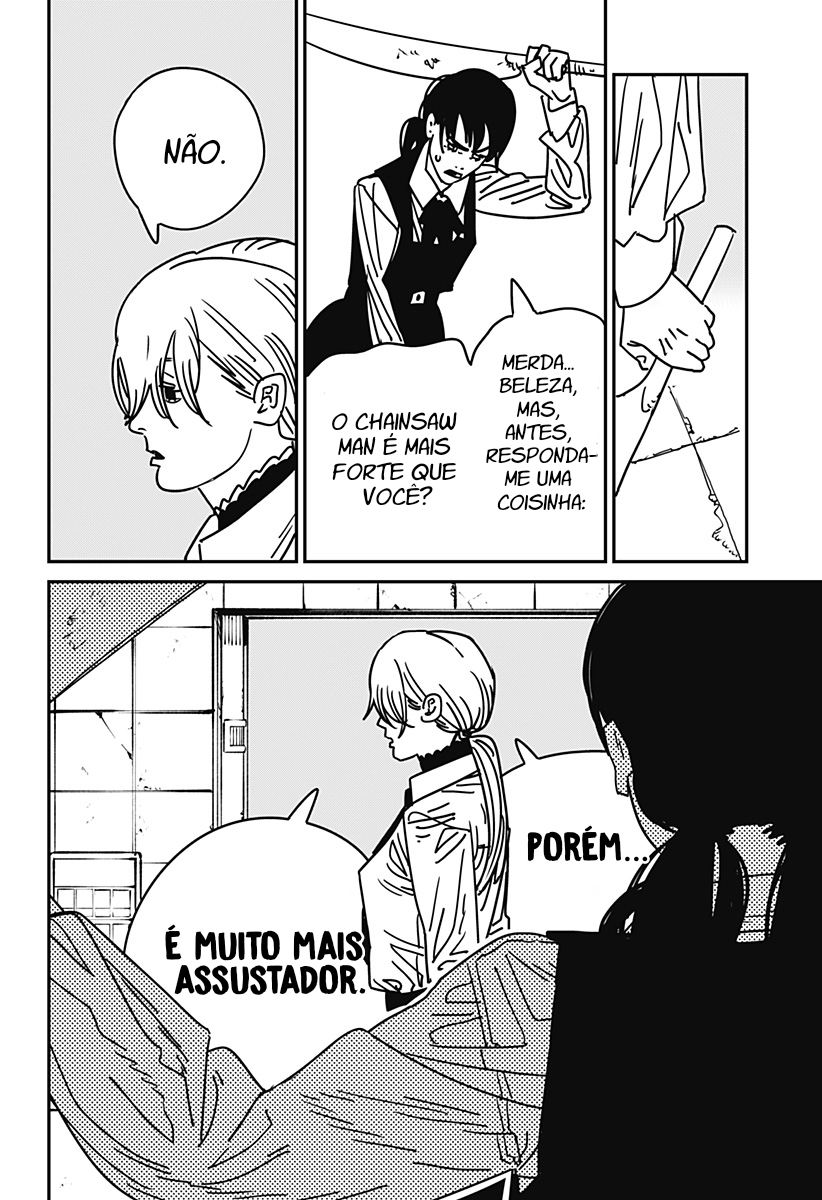 MERDA...
BELEZA,
MAS,
ANTES,
RESPONDA-
ME UMA
COISINHA:
O CHAINSAW
MAN É MAIS
FORTE QUE
VOCÊ?
NÃO.
PORÉM...
É MUITO MAIS
ASSUSTADOR.